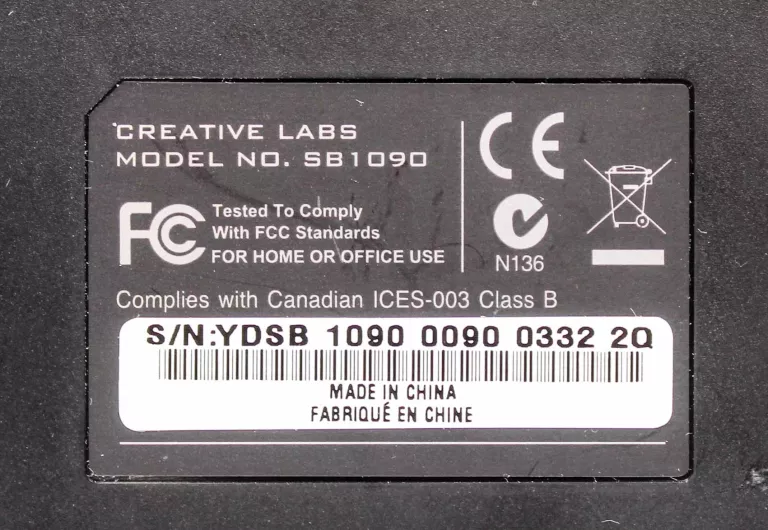 CREATIVE LABS
MODEL NO. SB1090
FC Tested To Comply
With FCC Standards
FOR HOME OR OFFICE USE
CE
N136
Complies with Canadian ICES-003 Class B
S/N:YDSB 1090 0090 0332 2Q
MADE IN CHINA
FABRIQUÉ EN CHINE